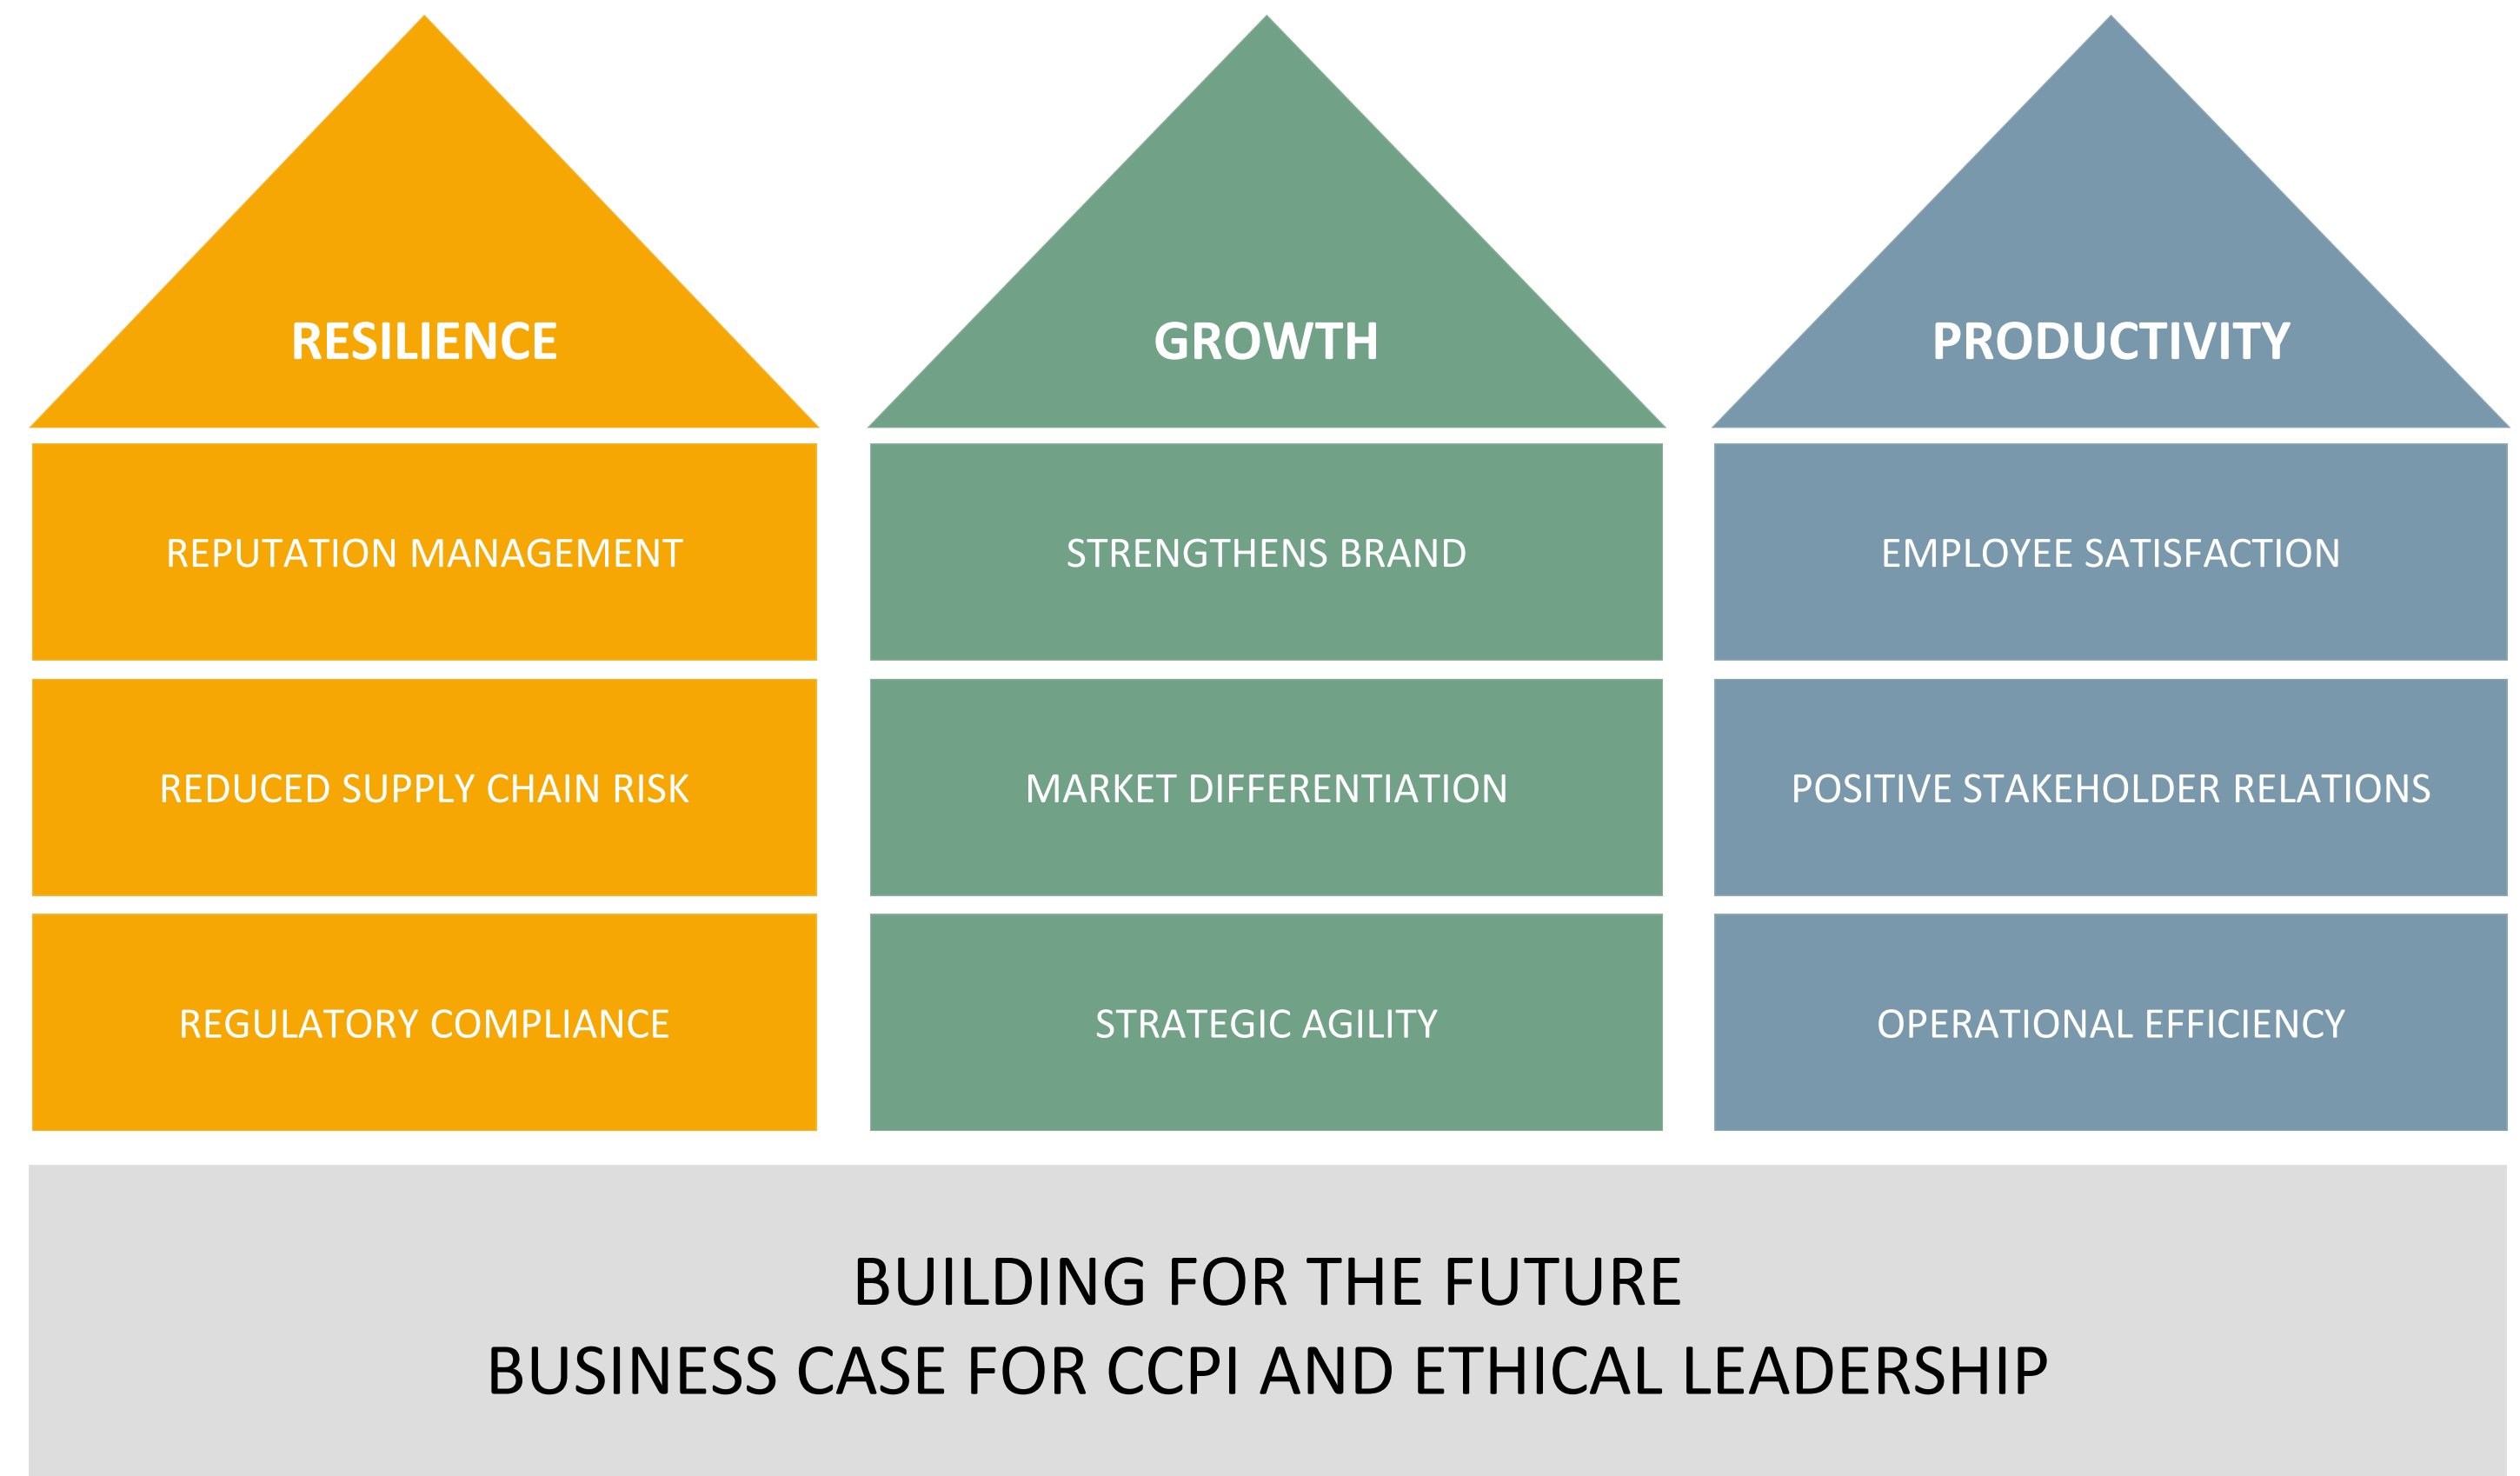 RESILIENCE
REPUTATION MANAGEMENT
REDUCED SUPPLY CHAIN RISK
REGULATORY COMPLIANCE
GROWTH
STRENGTHENS BRAND
MARKET DIFFERENTIATION
STRATEGIC AGILITY
PRODUCTIVITY
EMPLOYEE SATISFACTION
POSITIVE STAKEHOLDER RELATIONS
OPERATIONAL EFFICIENCY
BUILDING FOR THE FUTURE
BUSINESS CASE FOR CCPI AND ETHICAL LEADERSHIP